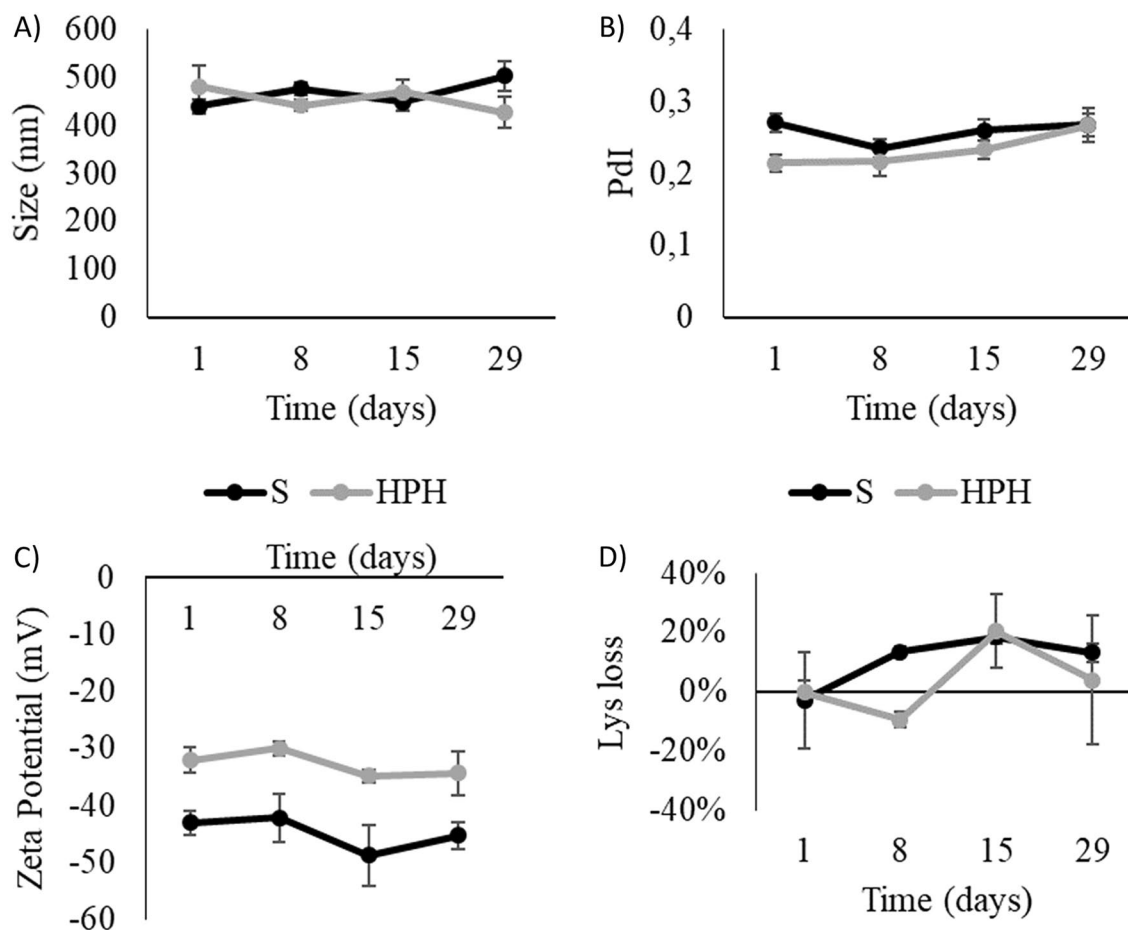 A)
Size (nm)
600
500
400
300
200
100
0
1 8 15 29
Time (days)
S HPH
B)
PdI
0,4
0,3
0,2
0,1
0
1 8 15 29
Time (days)
S HPH
C)
Time (days)
Zeta Potential (mV)
0
1 8 15 29
-10
-20
-30
-40
-50
-60
D)
Lys loss
40%
20%
0%
-20%
-40%
1 8 15 29
Time (days)